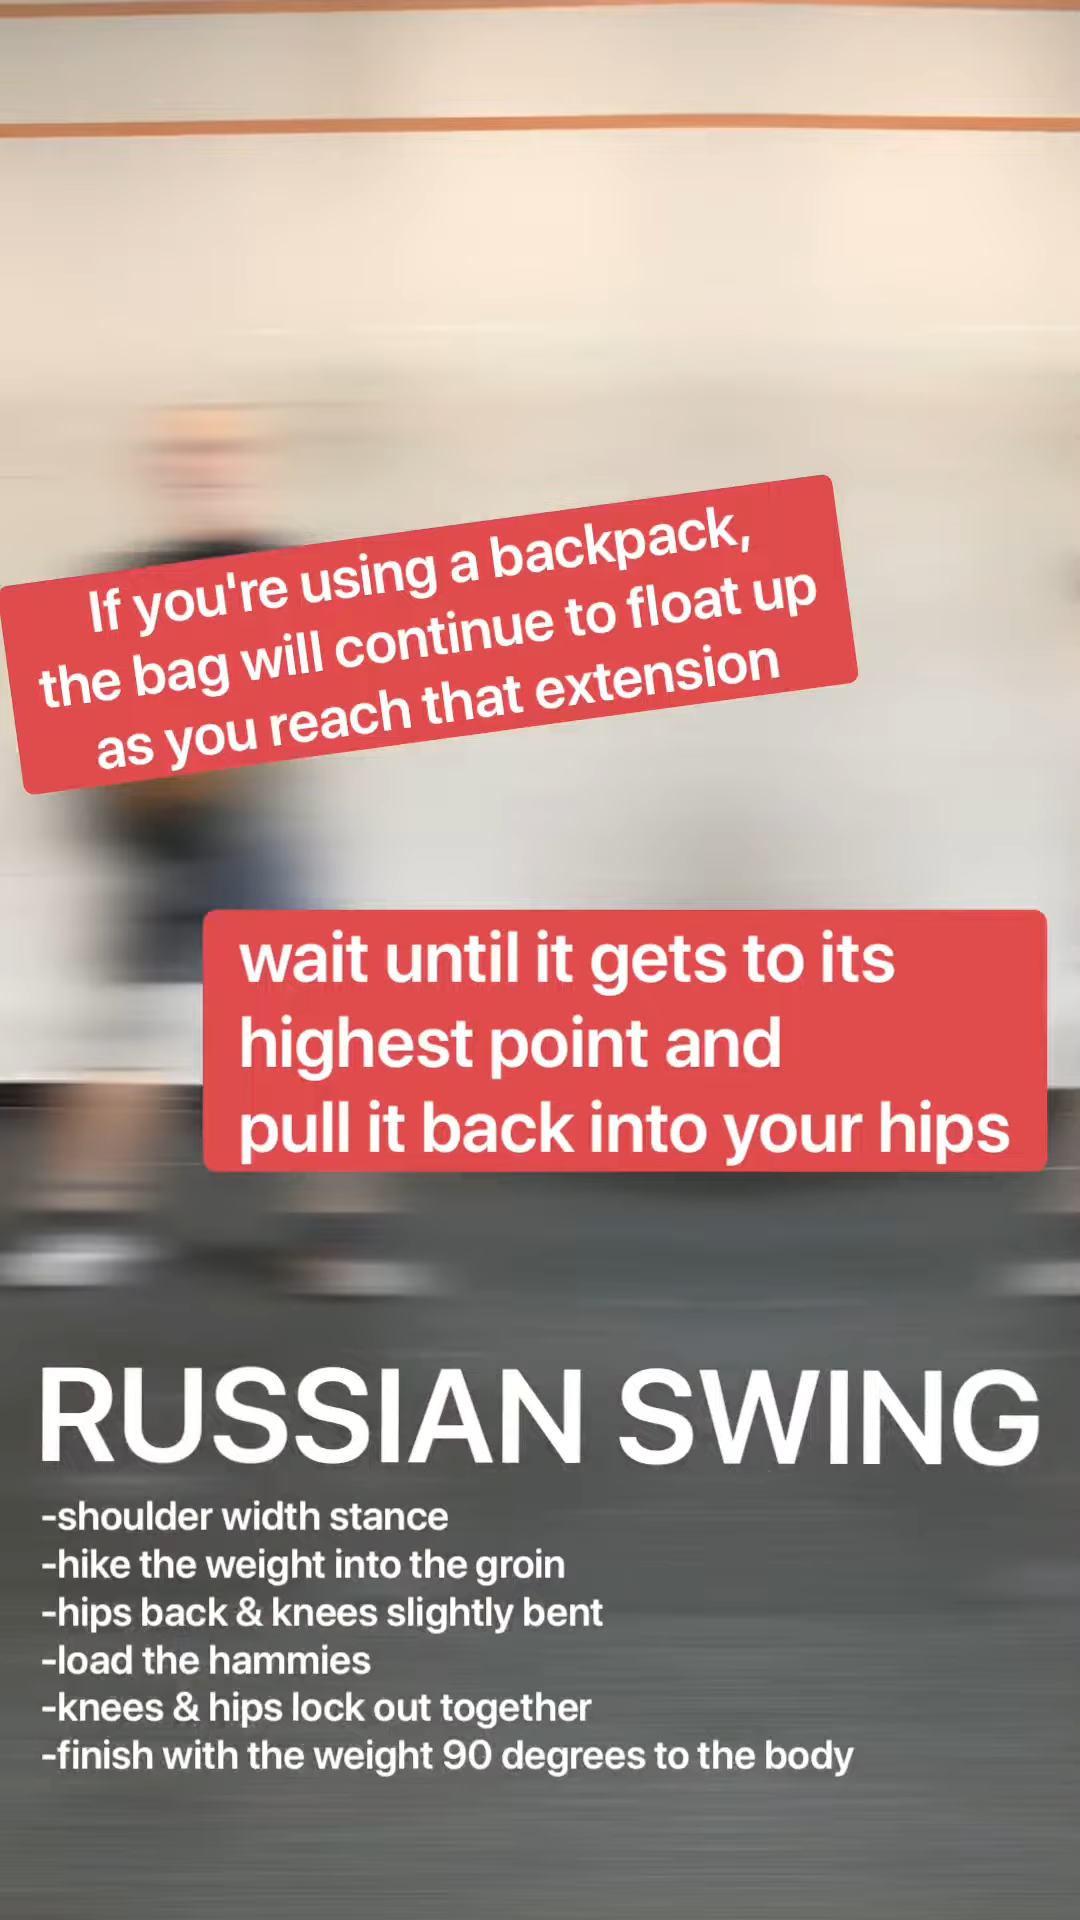 If you're using a backpack,
the bag will continue to float up
as you reach that extension
wait until it gets to its
highest point and
pull it back into your hips
RUSSIAN SWING
-shoulder width stance
-hike the weight into the groin
-hips back & knees slightly bent
-load the hammies
-knees & hips lock out together
-finish with the weight 90 degrees to the body